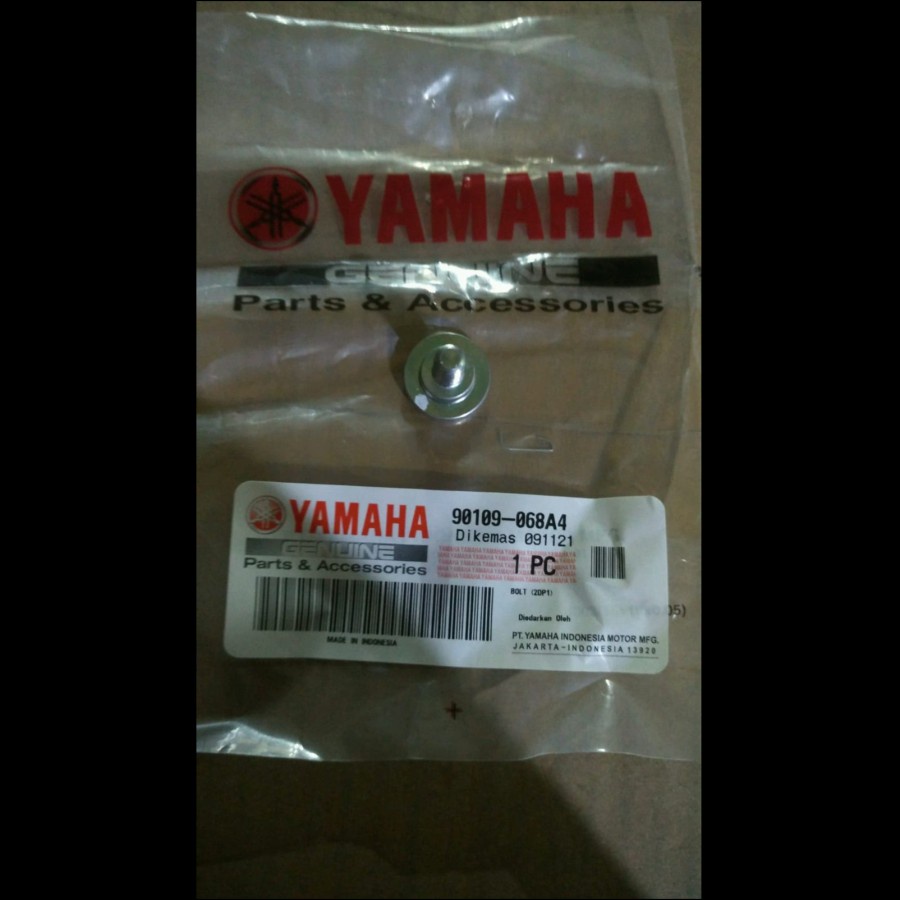 YAMAHA
GENUINE
Parts & Accessories
YAMAHA
GENUINE
Parts & Accessories
MADE IN INDONESIA
90109-068A4
Dikemas 091121
1 PC
BOLT (2DP1)
Diedarkan Oleh
PT. YAMAHA INDONESIA MOTOR MFG.
JAKARTA - INDONESIA 13920